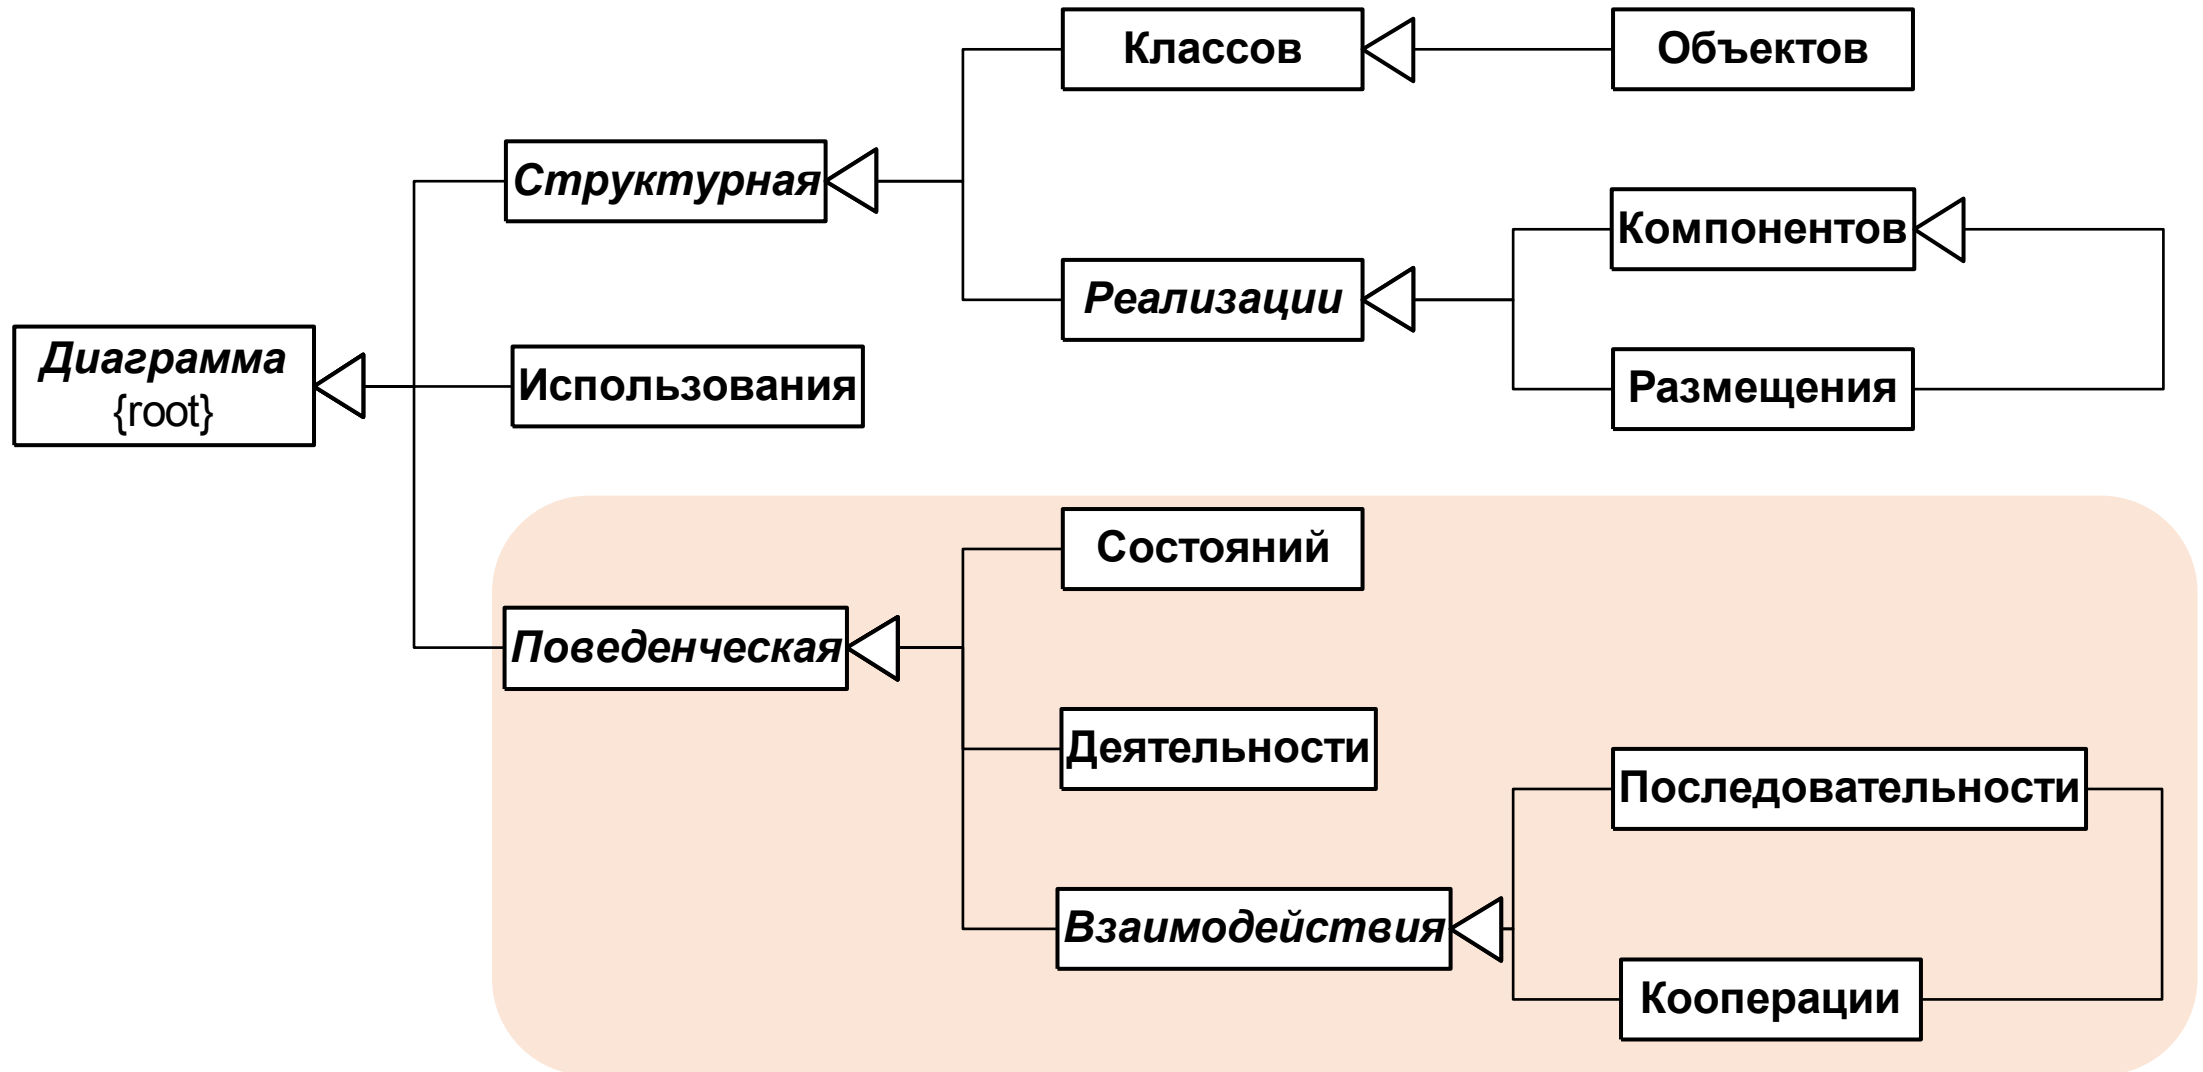 Классов
Объектов
Структурная
Компонентов
Реализации
Диаграмма
{root}
Использования
Размещения
Состояний
Поведенческая
Деятельности
Последовательности
Взаимодействия
Кооперации